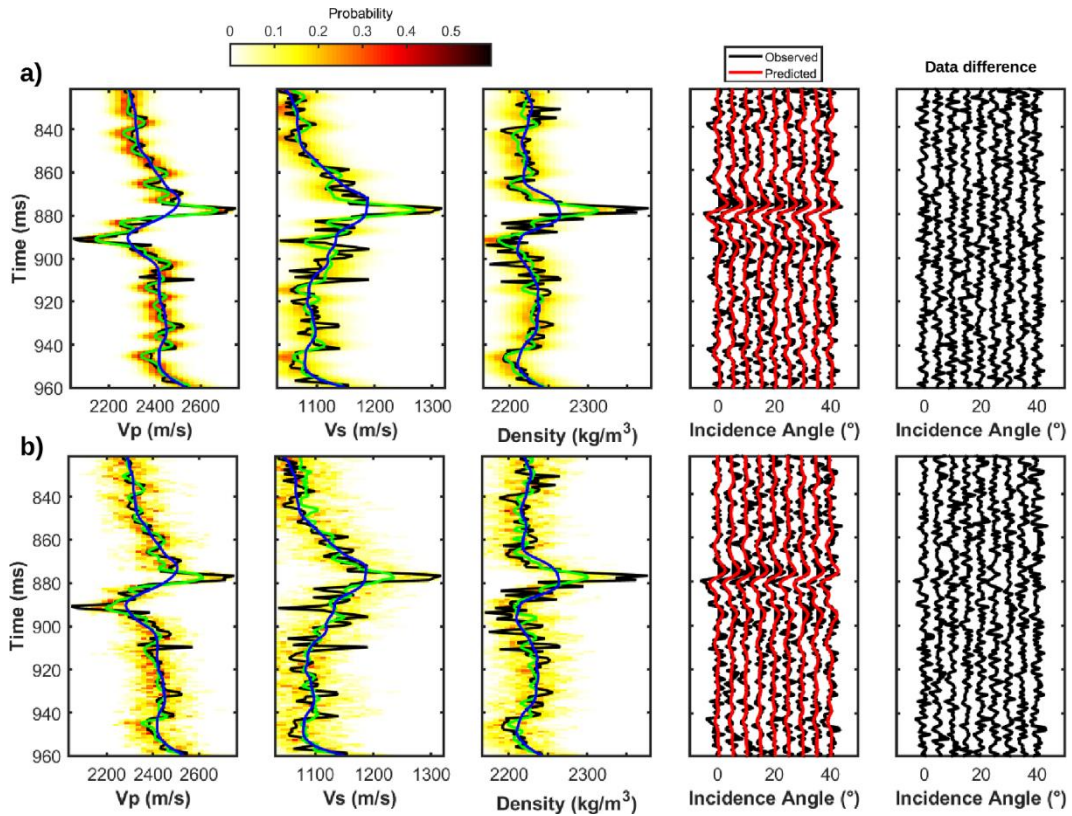 Probability
0 0.1 0.2 0.3 0.4 0.5
a)
Observed
Predicted
Data difference
840
860
880
900
920
940
960
Time (ms)
2200 2400 2600
1100 1200 1300
2200 2300
0 20 40
0 20 40
Vp (m/s)
Vs (m/s)
Density (kg/m³)
Incidence Angle (°)
Incidence Angle (°)
b)
840
860
880
900
920
940
960
Time (ms)
2200 2400 2600
1100 1200 1300
2200 2300
0 20 40
0 20 40
Vp (m/s)
Vs (m/s)
Density (kg/m³)
Incidence Angle (°)
Incidence Angle (°)